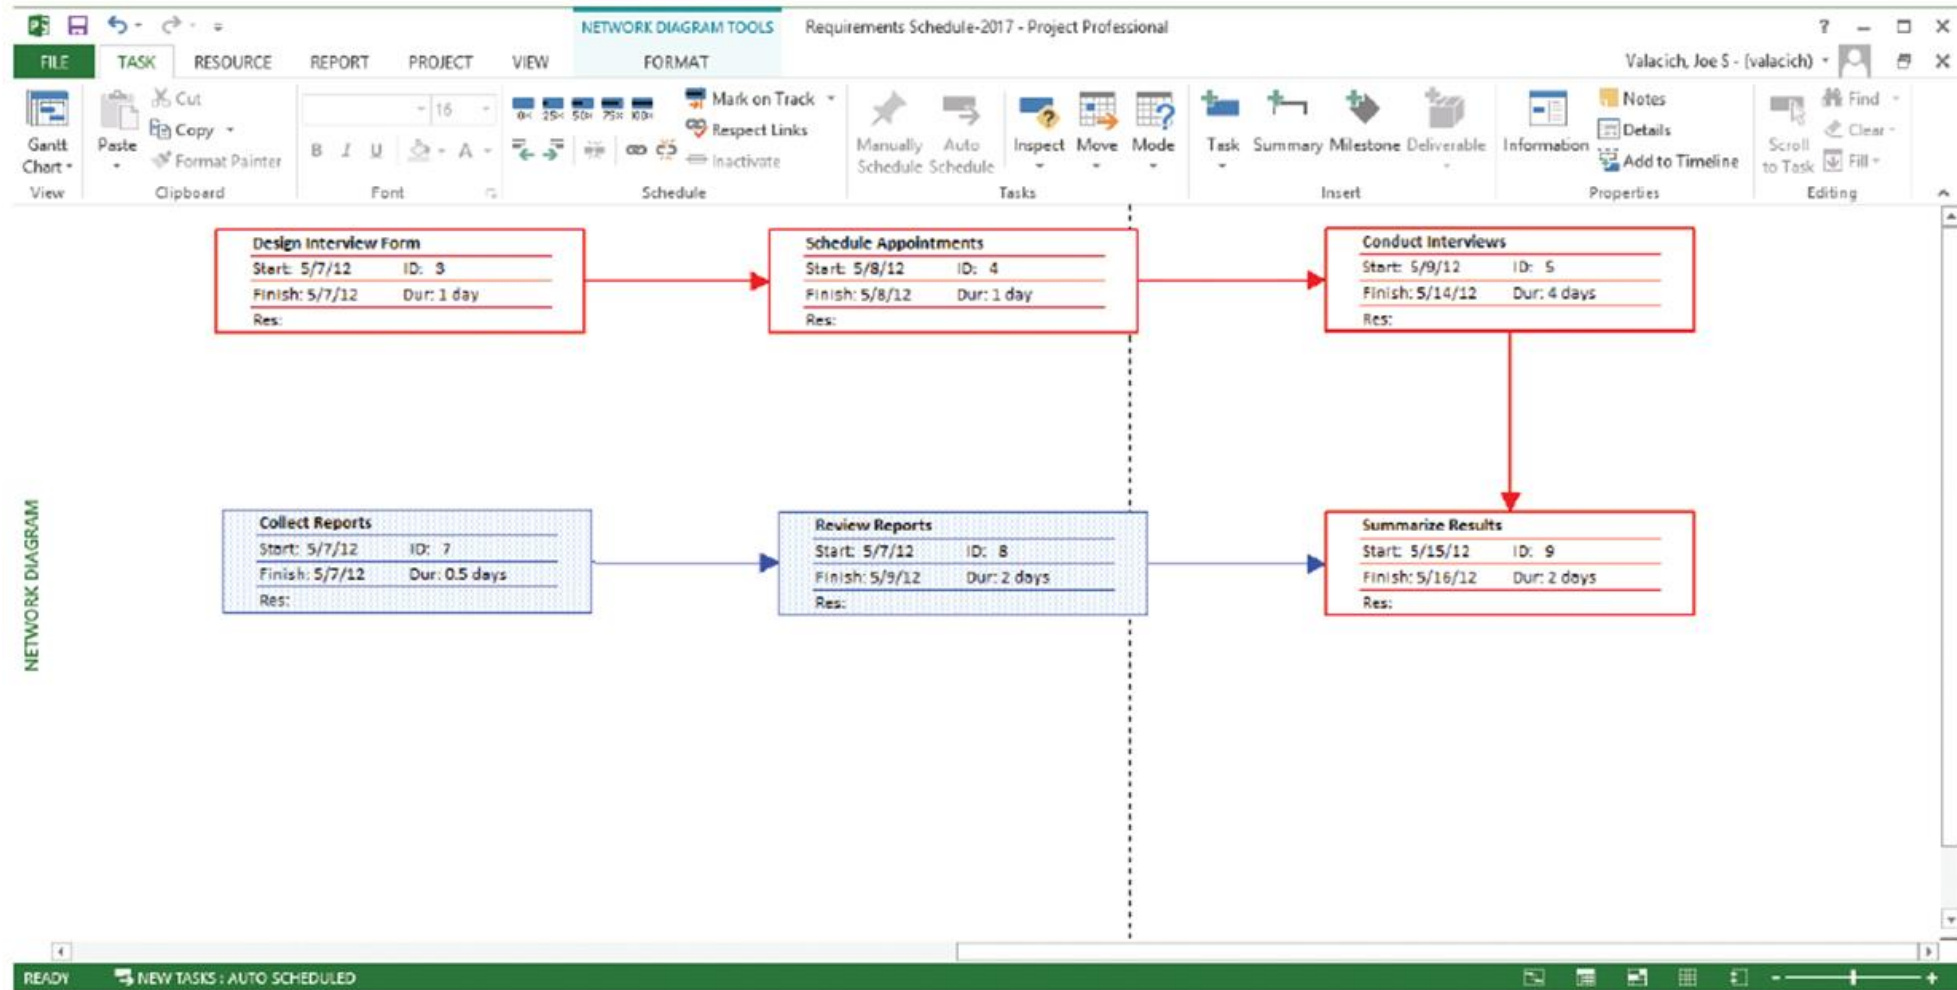 NETWORK DIAGRAM TOOLS Requirements Schedule-2017 - Project Professional ?
FILE TASK RESOURCE REPORT PROJECT VIEW FORMAT Valacich, Joe S - (valacich)
Gantt Chart
Paste
Cut
Copy
Format Painter
16
B I U A
0% 25% 50% 75% 100%
Mark on Track
Respect Links
Inactivate
Manually Schedule
Auto Schedule
Inspect
Move
Mode
Task
Summary
Milestone
Deliverable
Information
Notes
Details
Add to Timeline
Scroll to Task
Find
Clear
Fill
View Clipboard Font Schedule Tasks Insert Properties Editing
Design Interview Form
Start: 5/7/12 ID: 3
Finish: 5/7/12 Dur: 1 day
Res:
Schedule Appointments
Start: 5/8/12 ID: 4
Finish: 5/8/12 Dur: 1 day
Res:
Conduct Interviews
Start: 5/9/12 ID: 5
Finish: 5/14/12 Dur: 4 days
Res:
Collect Reports
Start: 5/7/12 ID: 7
Finish: 5/7/12 Dur: 0.5 days
Res:
Review Reports
Start: 5/7/12 ID: 8
Finish: 5/9/12 Dur: 2 days
Res:
Summarize Results
Start: 5/15/12 ID: 9
Finish: 5/16/12 Dur: 2 days
Res:
NETWORK DIAGRAM
READY NEW TASKS : AUTO SCHEDULED